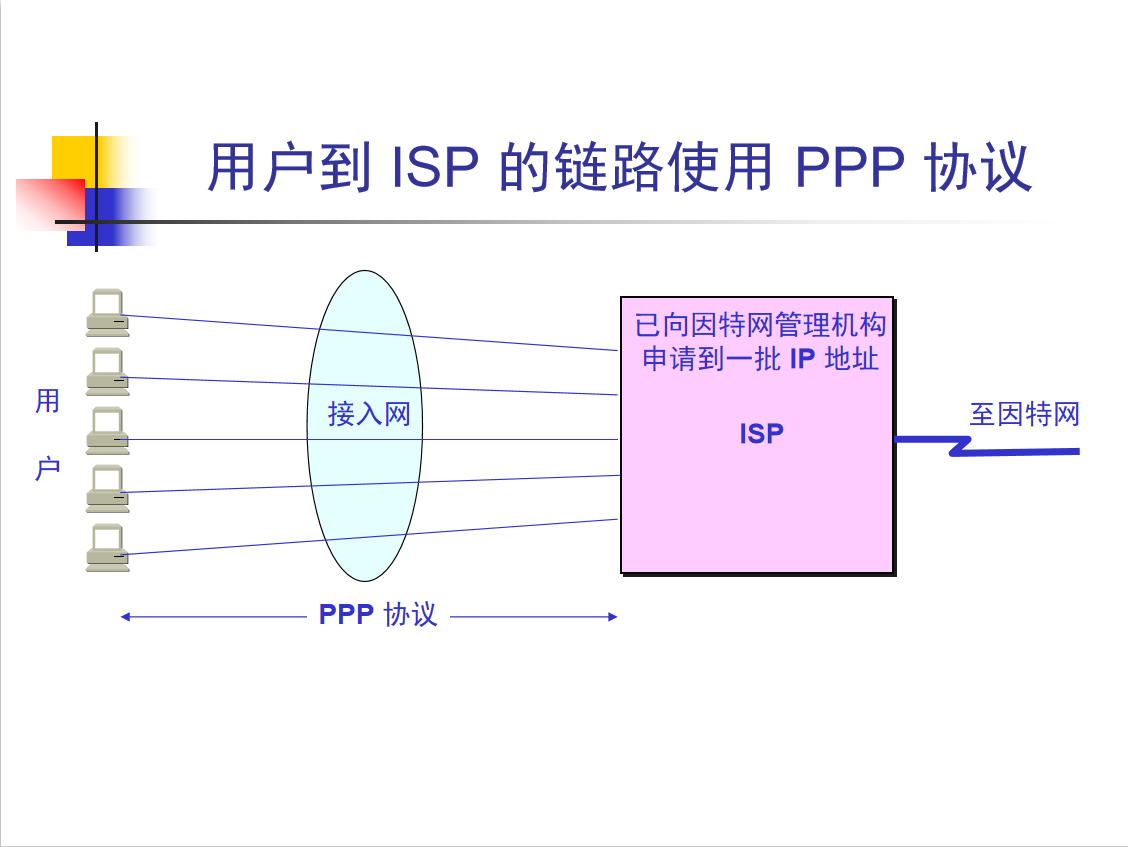 用户到 ISP 的链路使用 PPP 协议
已向因特网管理机构
申请到一批 IP 地址
用
户
接入网
ISP
至因特网
PPP 协议